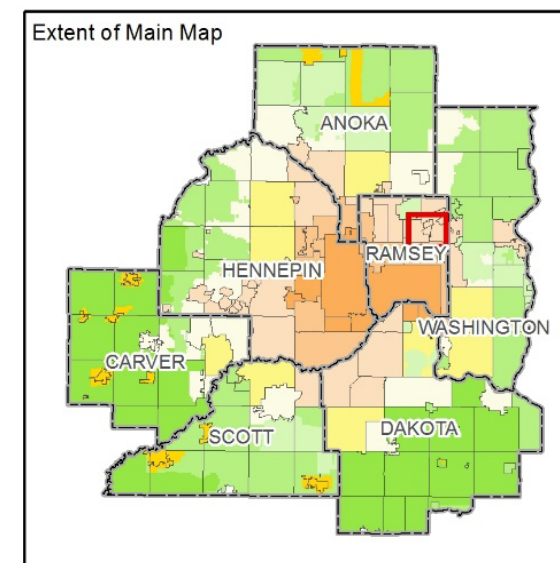 Extent of Main Map
ANOKA
HENNEPIN
RAMSEY
WASHINGTON
CARVER
SCOTT
DAKOTA